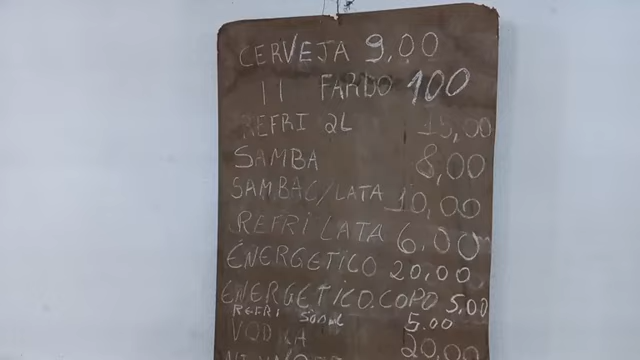 CERVEJA 9,00
11 FARDO 100
REFRI 2L 15,00
SAMBA 8,00
SAMBA C/LATA 10,00
REFRI LATA 6,00
ENERGETICO 20,00
ENERGETICO.COPO 5,00
REFRI 5.00
VODKA 20,00